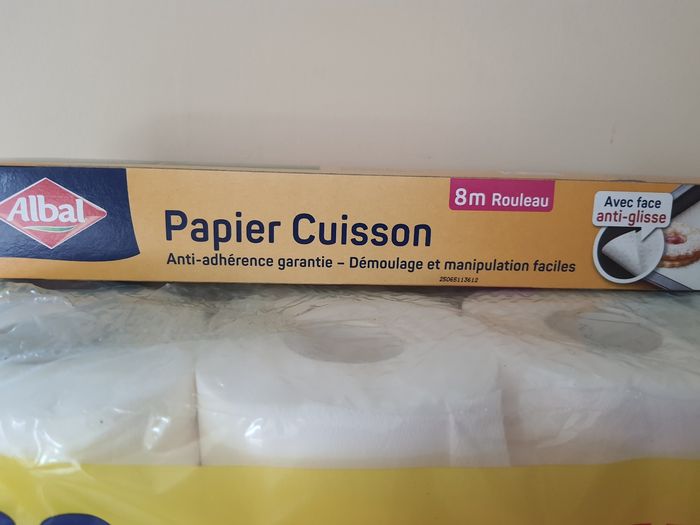 Albal
8m Rouleau
Papier Cuisson
Anti-adhérence garantie – Démoulage et manipulation faciles
25065113612
Avec face
anti-glisse